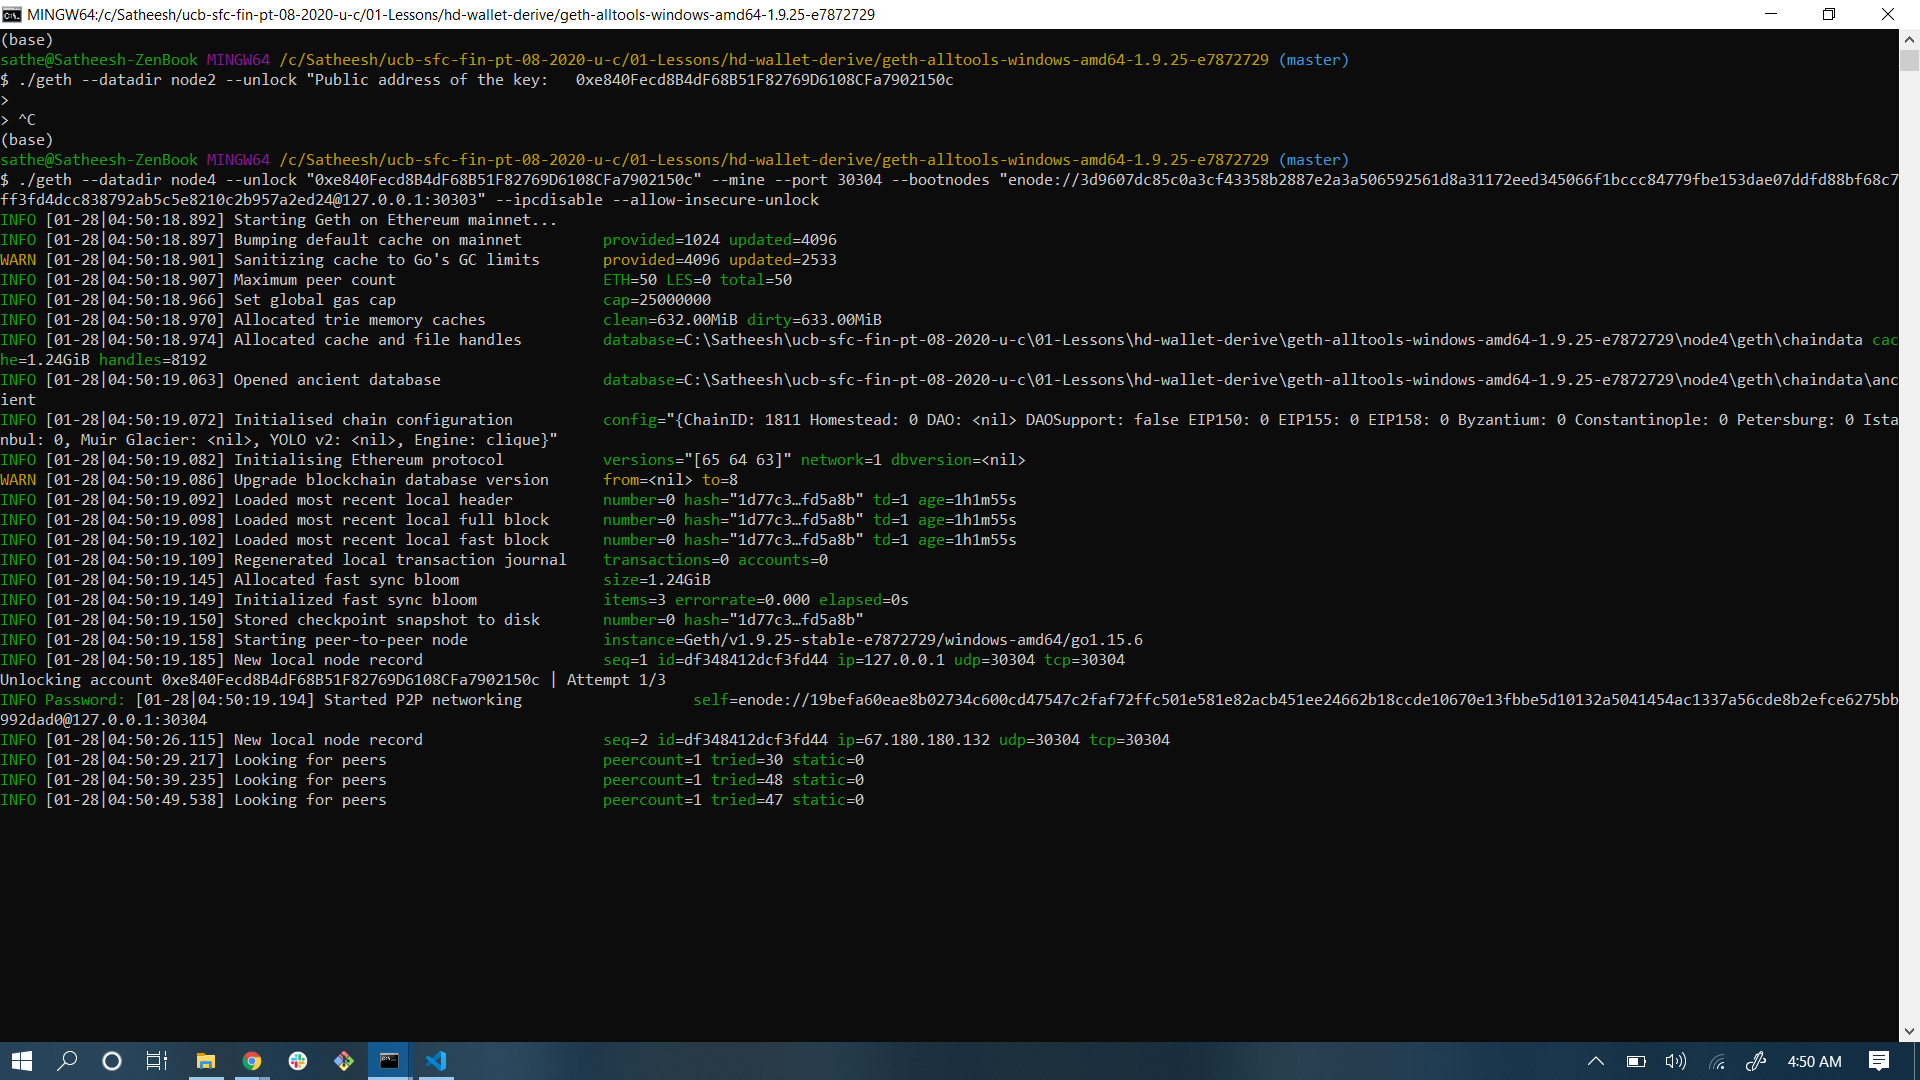 MINGW64:/c/Satheesh/ucb-sfc-fin-pt-08-2020-u-c/01-Lessons/hd-wallet-derive/geth-alltools-windows-amd64-1.9.25-e7872729
(base)
sathe@Satheesh-ZenBook MINGW64 /c/Satheesh/ucb-sfc-fin-pt-08-2020-u-c/01-Lessons/hd-wallet-derive/geth-alltools-windows-amd64-1.9.25-e7872729 (master)
$ ./geth --datadir node2 --unlock "Public address of the key:   0xe840Fecd8B4dF68B51F82769D6108CFa7902150c
>
> ^C
(base)
sathe@Satheesh-ZenBook MINGW64 /c/Satheesh/ucb-sfc-fin-pt-08-2020-u-c/01-Lessons/hd-wallet-derive/geth-alltools-windows-amd64-1.9.25-e7872729 (master)
$ ./geth --datadir node4 --unlock "0xe840Fecd8B4dF68B51F82769D6108CFa7902150c" --mine --port 30304 --bootnodes "enode://3d9607dc85c0a3cf43358b2887e2a3a506592561d8a31172eed345066f1bccc84779fbe153dae07ddfd88bf68c7
ff3fd4dcc838792ab5c5e8210c2b957a2ed24@127.0.0.1:30303" --ipcdisable --allow-insecure-unlock
INFO [01-28|04:50:18.892] Starting Geth on Ethereum mainnet...
INFO [01-28|04:50:18.897] Bumping default cache on mainnet         provided=1024 updated=4096
WARN [01-28|04:50:18.901] Sanitizing cache to Go's GC limits       provided=4096 updated=2533
INFO [01-28|04:50:18.907] Maximum peer count                       ETH=50 LES=0 total=50
INFO [01-28|04:50:18.966] Set global gas cap                       cap=25000000
INFO [01-28|04:50:18.970] Allocated trie memory caches             clean=632.00MiB dirty=633.00MiB
INFO [01-28|04:50:18.974] Allocated cache and file handles         database=C:\Satheesh\ucb-sfc-fin-pt-08-2020-u-c\01-Lessons\hd-wallet-derive\geth-alltools-windows-amd64-1.9.25-e7872729\node4\geth\chaindata cac
he=1.24GiB handles=8192
INFO [01-28|04:50:19.063] Opened ancient database                  database=C:\Satheesh\ucb-sfc-fin-pt-08-2020-u-c\01-Lessons\hd-wallet-derive\geth-alltools-windows-amd64-1.9.25-e7872729\node4\geth\chaindata\anc
ient
INFO [01-28|04:50:19.072] Initialised chain configuration          config="{ChainID: 1811 Homestead: 0 DAO: <nil> DAOSupport: false EIP150: 0 EIP155: 0 EIP158: 0 Byzantium: 0 Constantinople: 0 Petersburg: 0 Ista
nbul: 0, Muir Glacier: <nil>, YOLO v2: <nil>, Engine: clique}"
INFO [01-28|04:50:19.082] Initialising Ethereum protocol           versions="[65 64 63]" network=1 dbversion=<nil>
WARN [01-28|04:50:19.086] Upgrade blockchain database version      from=<nil> to=8
INFO [01-28|04:50:19.092] Loaded most recent local header          number=0 hash="1d77c3…fd5a8b" td=1 age=1h1m55s
INFO [01-28|04:50:19.098] Loaded most recent local full block      number=0 hash="1d77c3…fd5a8b" td=1 age=1h1m55s
INFO [01-28|04:50:19.102] Loaded most recent local fast block      number=0 hash="1d77c3…fd5a8b" td=1 age=1h1m55s
INFO [01-28|04:50:19.109] Regenerated local transaction journal    transactions=0 accounts=0
INFO [01-28|04:50:19.145] Allocated fast sync bloom                size=1.24GiB
INFO [01-28|04:50:19.149] Initialized fast sync bloom              items=3 errorrate=0.000 elapsed=0s
INFO [01-28|04:50:19.150] Stored checkpoint snapshot to disk       number=0 hash="1d77c3…fd5a8b"
INFO [01-28|04:50:19.158] Starting peer-to-peer node               instance=Geth/v1.9.25-stable-e7872729/windows-amd64/go1.15.6
INFO [01-28|04:50:19.185] New local node record                    seq=1 id=df348412dcf3fd44 ip=127.0.0.1 udp=30304 tcp=30304
Unlocking account 0xe840Fecd8B4dF68B51F82769D6108CFa7902150c | Attempt 1/3
INFO Password: [01-28|04:50:19.194] Started P2P networking                   self=enode://19befa60eae8b02734c600cd47547c2faf72ffc501e581e82acb451ee24662b18ccde10670e13fbbe5d10132a5041454ac1337a56cde8b2efce6275bb
992dad0@127.0.0.1:30304
INFO [01-28|04:50:26.115] New local node record                    seq=2 id=df348412dcf3fd44 ip=67.180.180.132 udp=30304 tcp=30304
INFO [01-28|04:50:29.217] Looking for peers                        peercount=1 tried=30 static=0
INFO [01-28|04:50:39.235] Looking for peers                        peercount=1 tried=48 static=0
INFO [01-28|04:50:49.538] Looking for peers                        peercount=1 tried=47 static=0
4:50 AM